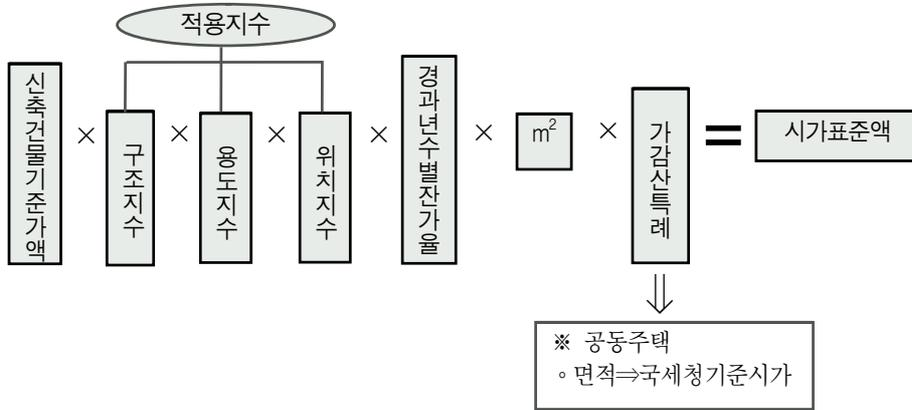 적용지수
신축건물기준가액
×
구조지수
×
용도지수
×
위치지수
×
경과년수별잔가율
×
m²
×
가감산특례
=
시가표준액
※ 공동주택
◦ 면적⇒국세청기준시가